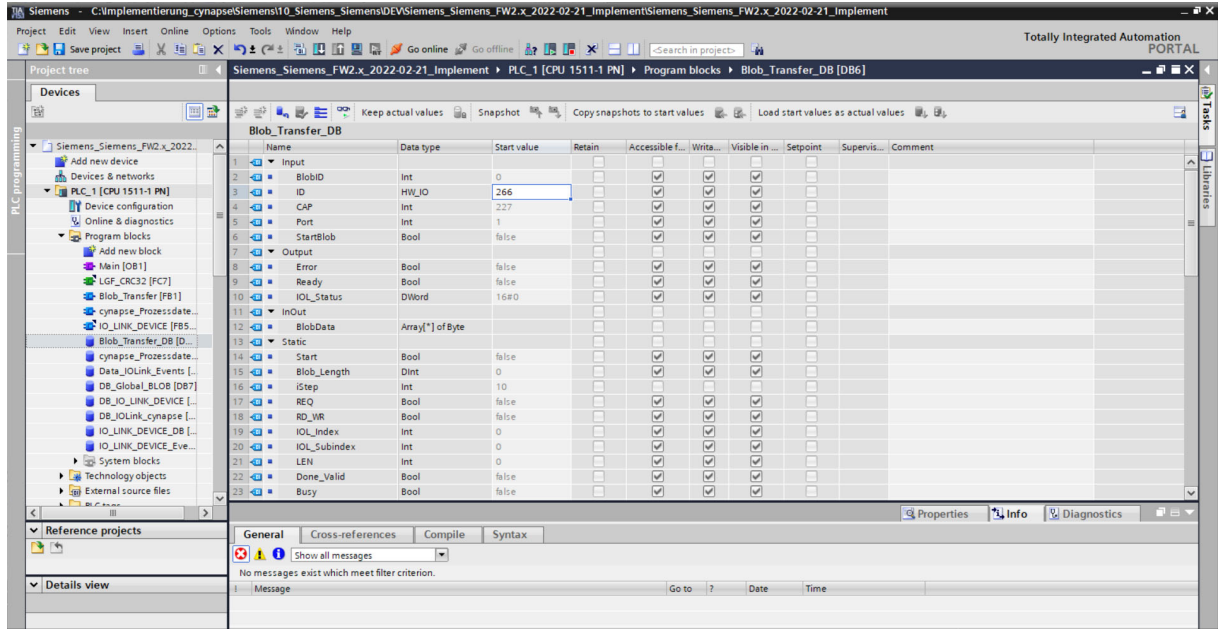 Siemens - C:\Implementierung_cynapse\Siemens\10_Siemens_Siemens\DEV\Siemens_Siemens_FW2.x_2022-02-21_Implement\Siemens_Siemens_FW2.x_2022-02-21_Implement
Project Edit View Insert Online Options Tools Window Help
Totally Integrated Automation
PORTAL
Save project Go online Go offline <Search in project>
Project tree
Siemens_Siemens_FW2.x_2022-02-21_Implement PLC_1 [CPU 1511-1 PN] Program blocks Blob_Transfer_DB [DB6]
Devices
Keep actual values Snapshot Copy snapshots to start values Load start values as actual values
Blob_Transfer_DB
Name Data type Start value Retain Accessible f... Writa... Visible in ... Setpoint Supervis... Comment
1 Input
2 BlobID Int 0
3 ID HW_IO 266
4 CAP Int 227
5 Port Int 1
6 StartBlob Bool false
7 Output
8 Error Bool false
9 Ready Bool false
10 IOL_Status DWord 16#0
11 InOut
12 BlobData Array[*] of Byte
13 Static
14 Start Bool false
15 Blob_Length DInt 0
16 iStep Int 10
17 REQ Bool false
18 RD_WR Bool false
19 IOL_Index Int 0
20 IOL_Subindex Int 0
21 LEN Int 0
22 Done_Valid Bool false
23 Busy Bool false
Siemens_Siemens_FW2.x_2022..
Add new device
Devices & networks
PLC_1 [CPU 1511-1 PN]
Device configuration
Online & diagnostics
Program blocks
Add new block
Main [OB1]
LGF_CRC32 [FC7]
Blob_Transfer [FB1]
cynapse_Prozessdate..
IO_LINK_DEVICE [FB5...
Blob_Transfer_DB [D...
cynapse_Prozessdate..
Data_IOLink_Events [...
DB_Global_BLOB [DB7]
DB_IO_LINK_DEVICE [...
DB_IOLink_cynapse [...
IO_LINK_DEVICE_DB [...
IO_LINK_DEVICE_Eve...
System blocks
Technology objects
External source files
PLC tags
PLC programming
Tasks
Libraries
Reference projects
Details view
Properties Info Diagnostics
General Cross-references Compile Syntax
Show all messages
No messages exist which meet filter criterion.
! Message Go to ? Date Time